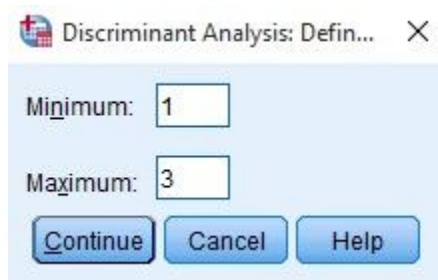 Discriminant Analysis: Defin...
Minimum: 1
Maximum: 3
Continue Cancel Help